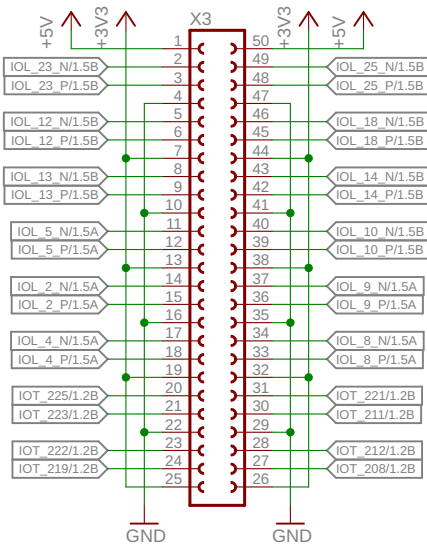 X3
+5V +3V3 +3V3 +5V
1 50
IOL_23_N/1.5B 2 49 IOL_25_N/1.5B
IOL_23_P/1.5B 3 48 IOL_25_P/1.5B
4 47
IOL_12_N/1.5B 5 46 IOL_18_N/1.5B
IOL_12_P/1.5B 6 45 IOL_18_P/1.5B
7 44
IOL_13_N/1.5B 8 43 IOL_14_N/1.5B
IOL_13_P/1.5B 9 42 IOL_14_P/1.5B
10 41
IOL_5_N/1.5A 11 40 IOL_10_N/1.5B
IOL_5_P/1.5A 12 39 IOL_10_P/1.5B
13 38
IOL_2_N/1.5A 14 37 IOL_9_N/1.5A
IOL_2_P/1.5A 15 36 IOL_9_P/1.5A
16 35
IOL_4_N/1.5A 17 34 IOL_8_N/1.5A
IOL_4_P/1.5A 18 33 IOL_8_P/1.5A
19 32
IOT_225/1.2B 20 31 IOT_221/1.2B
IOT_223/1.2B 21 30 IOT_211/1.2B
22 29
IOT_222/1.2B 23 28 IOT_212/1.2B
IOT_219/1.2B 24 27 IOT_208/1.2B
25 26
GND GND